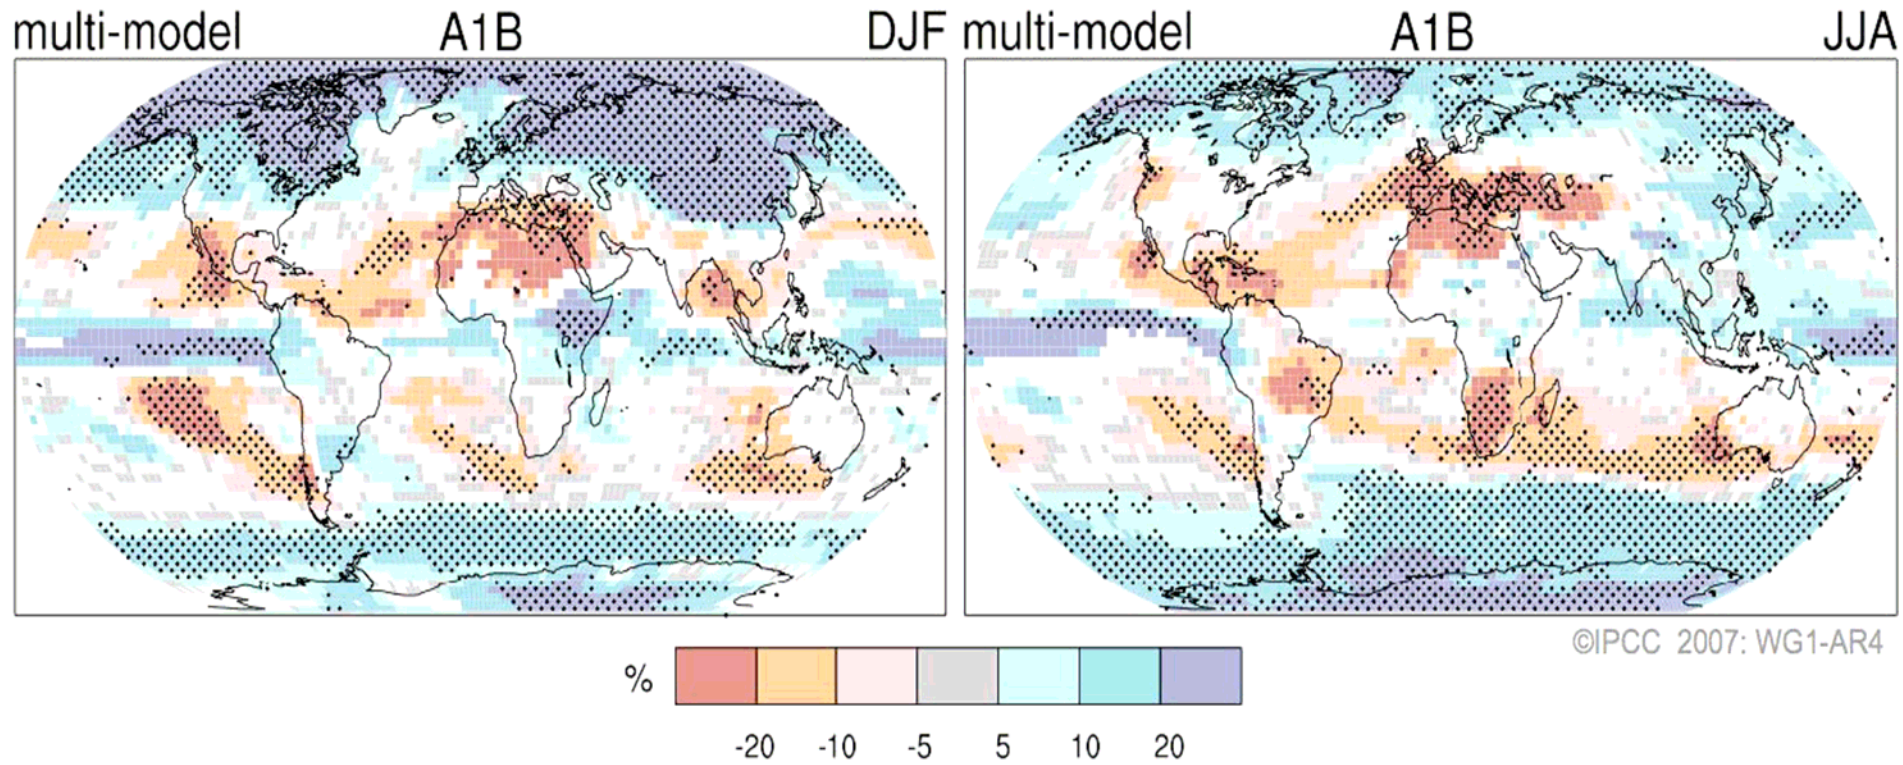 multi-model A1B DJF
multi-model A1B JJA
©IPCC 2007: WG1-AR4
%
-20 -10 -5 5 10 20